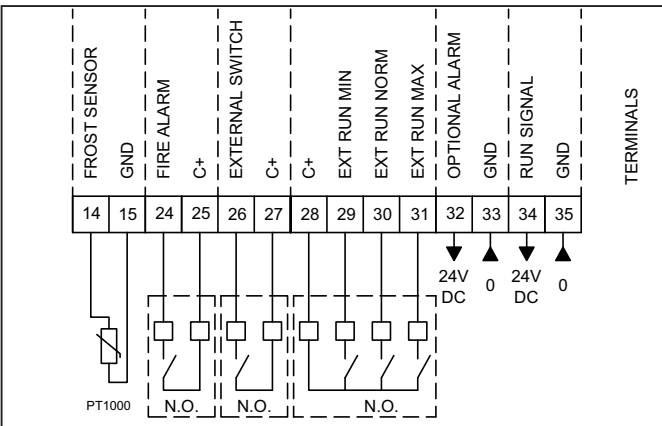 FROST SENSOR
GND
FIRE ALARM
C+
EXTERNAL SWITCH
C+
C+
EXT RUN MIN
EXT RUN NORM
EXT RUN MAX
OPTIONAL ALARM
GND
RUN SIGNAL
GND
TERMINALS
14 15 24 25 26 27 28 29 30 31 32 33 34 35
24V
DC
0
24V
DC
0
PT1000
N.O.
N.O.
N.O.